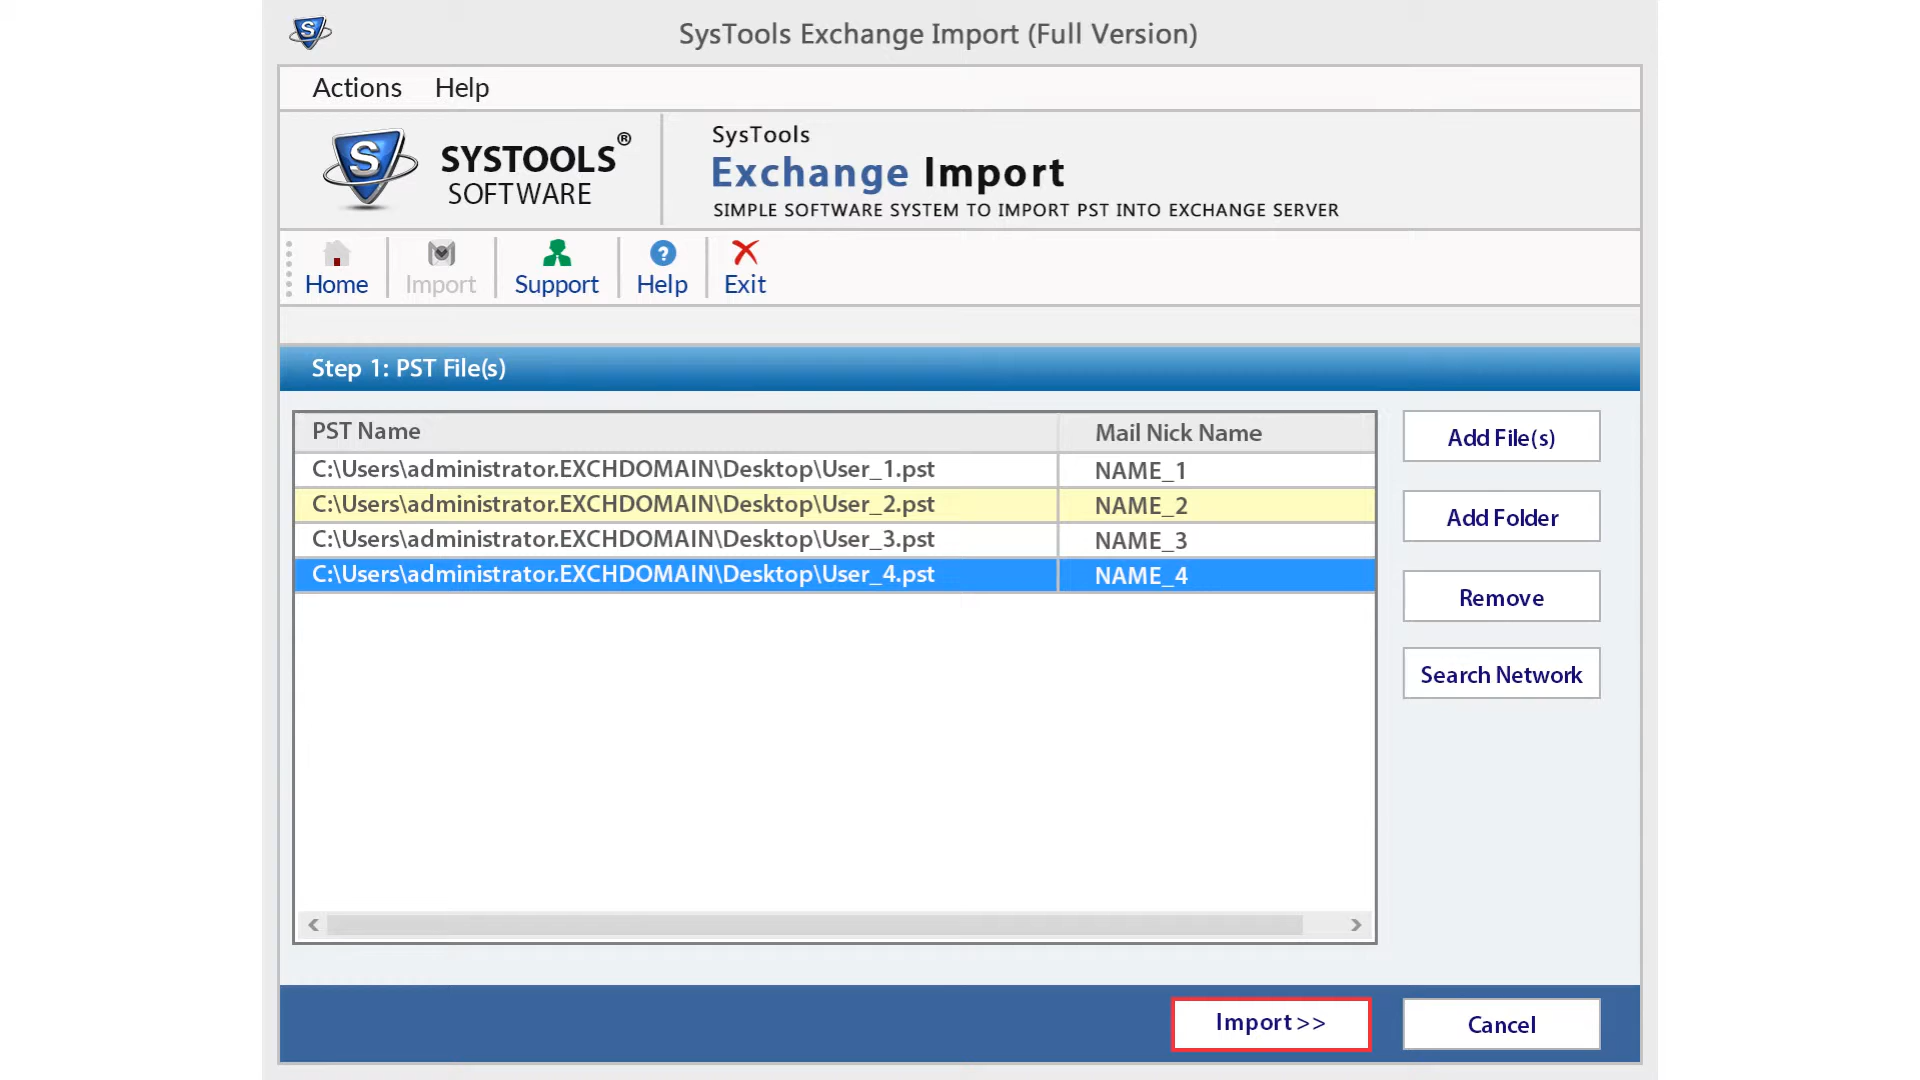 SysTools Exchange Import (Full Version)
Actions Help
S
SYSTOOLS®
SOFTWARE
SysTools
Exchange Import
SIMPLE SOFTWARE SYSTEM TO IMPORT PST INTO EXCHANGE SERVER
Home Import Support Help Exit
Step 1: PST File(s)
PST Name Mail Nick Name
C:\Users\administrator.EXCHDOMAIN\Desktop\User_1.pst NAME_1
C:\Users\administrator.EXCHDOMAIN\Desktop\User_2.pst NAME_2
C:\Users\administrator.EXCHDOMAIN\Desktop\User_3.pst NAME_3
C:\Users\administrator.EXCHDOMAIN\Desktop\User_4.pst NAME_4
Add File(s)
Add Folder
Remove
Search Network
Import>>
Cancel